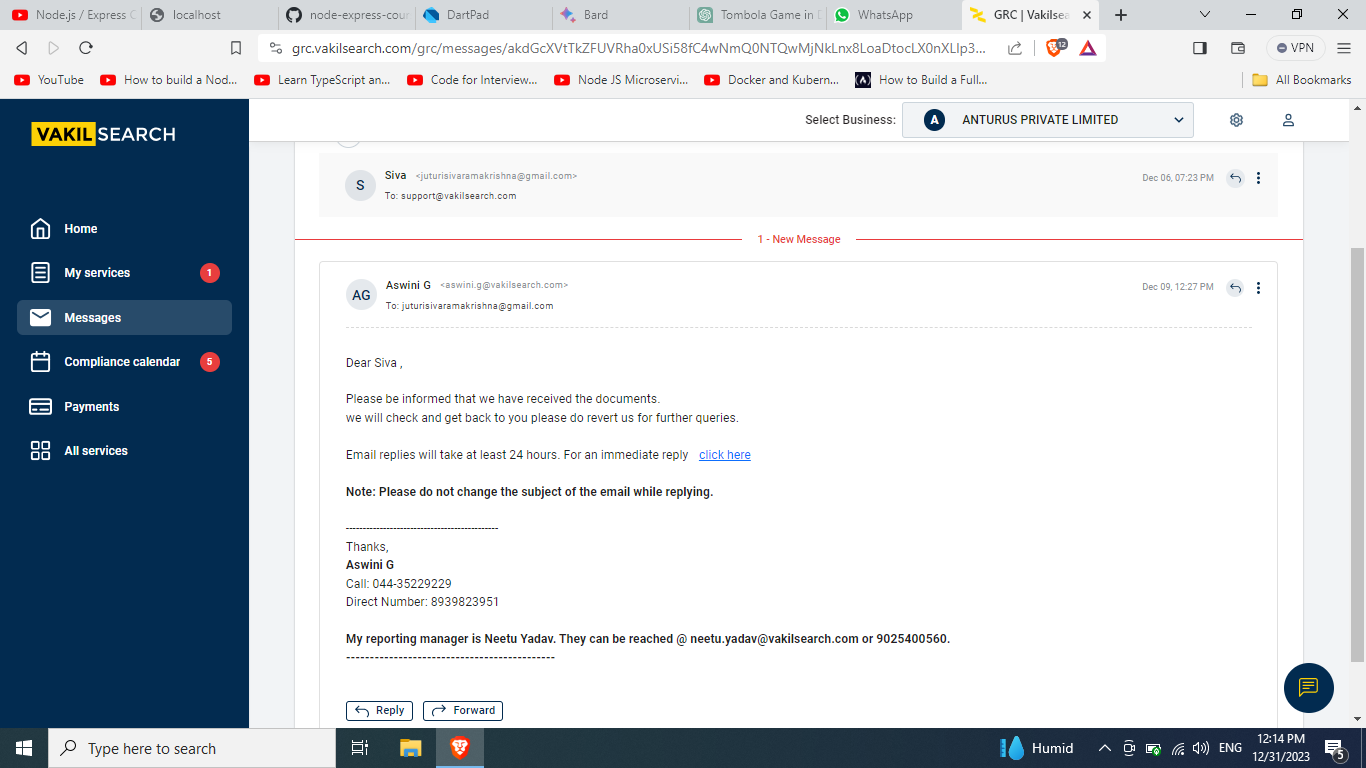 Node.js / Express C
localhost
node-express-cour
DartPad
Bard
Tombola Game in D
WhatsApp
GRC | Vakilsea
grc.vakilsearch.com/grc/messages/akdGcXVtTkZFUVRha0xUSi58fC4wNmQ0NTQwMjNkLnx8LoaDtocLX0nXLIp3...
12
VPN
YouTube
How to build a Nod...
Learn TypeScript an...
Code for Interview...
Node JS Microservi...
Docker and Kubern...
How to Build a Full...
All Bookmarks
VAKILSEARCH
Select Business:
A
ANTURUS PRIVATE LIMITED
Home
My services
1
Messages
Compliance calendar
5
Payments
All services
S
Siva <juturisivaramakrishna@gmail.com>
Dec 06, 07:23 PM
To: support@vakilsearch.com
1 - New Message
AG
Aswini G <aswini.g@vakilsearch.com>
Dec 09, 12:27 PM
To: juturisivaramakrishna@gmail.com
Dear Siva ,
Please be informed that we have received the documents.
we will check and get back to you please do revert us for further queries.
Email replies will take at least 24 hours. For an immediate reply click here
Note: Please do not change the subject of the email while replying.
---------------------------------------------
Thanks,
Aswini G
Call: 044-35229229
Direct Number: 8939823951
My reporting manager is Neetu Yadav. They can be reached @ neetu.yadav@vakilsearch.com or 9025400560.
---------------------------------------------
Reply
Forward
Type here to search
Humid
ENG
12:14 PM
12/31/2023
5